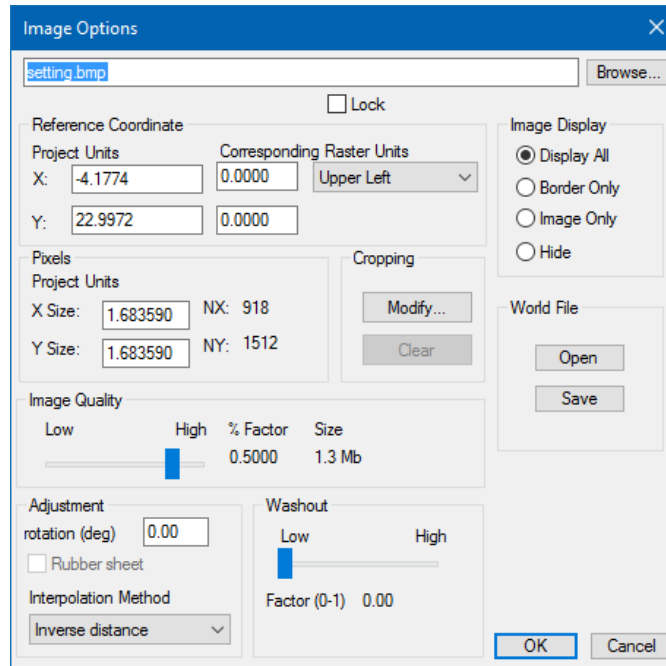 Image Options
setting.bmp
Browse...
Lock
Reference Coordinate
Project Units
Corresponding Raster Units
X: -4.1774 0.0000 Upper Left
Y: 22.9972 0.0000
Image Display
Display All
Border Only
Image Only
Hide
Pixels
Project Units
X Size: 1.683590 NX: 918
Y Size: 1.683590 NY: 1512
Cropping
Modify...
Clear
World File
Open
Save
Image Quality
Low High % Factor Size
0.5000 1.3 Mb
Adjustment
rotation (deg) 0.00
Rubber sheet
Interpolation Method
Inverse distance
Washout
Low High
Factor (0-1) 0.00
OK Cancel